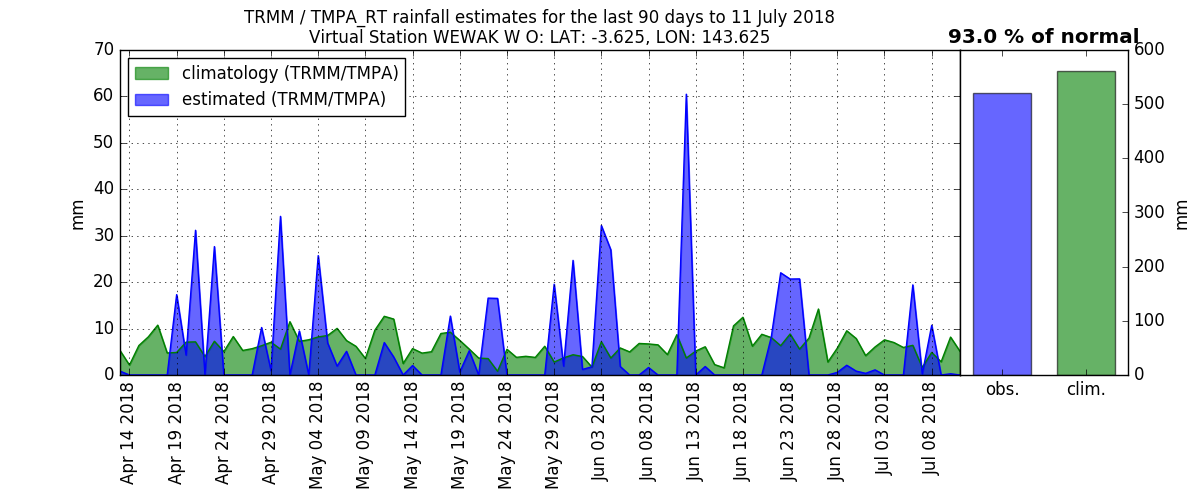 TRMM / TMPA_RT rainfall estimates for the last 90 days to 11 July 2018
Virtual Station WEWAK W O: LAT: -3.625, LON: 143.625
93.0 % of normal
climatology (TRMM/TMPA)
estimated (TRMM/TMPA)
70
60
50
40
30
20
10
0
mm
Apr 14 2018
Apr 19 2018
Apr 24 2018
Apr 29 2018
May 04 2018
May 09 2018
May 14 2018
May 19 2018
May 24 2018
May 29 2018
Jun 03 2018
Jun 08 2018
Jun 13 2018
Jun 18 2018
Jun 23 2018
Jun 28 2018
Jul 03 2018
Jul 08 2018
obs.
clim.
600
500
400
300
200
100
0
mm